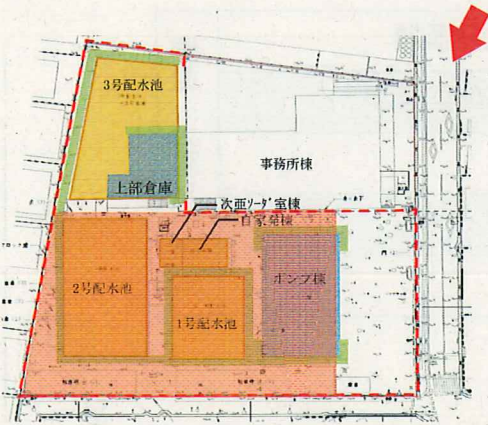 3号配水池
上部倉庫
事務所棟
次亜ソーダ室棟
自家発棟
2号配水池
1号配水池
ポンプ棟